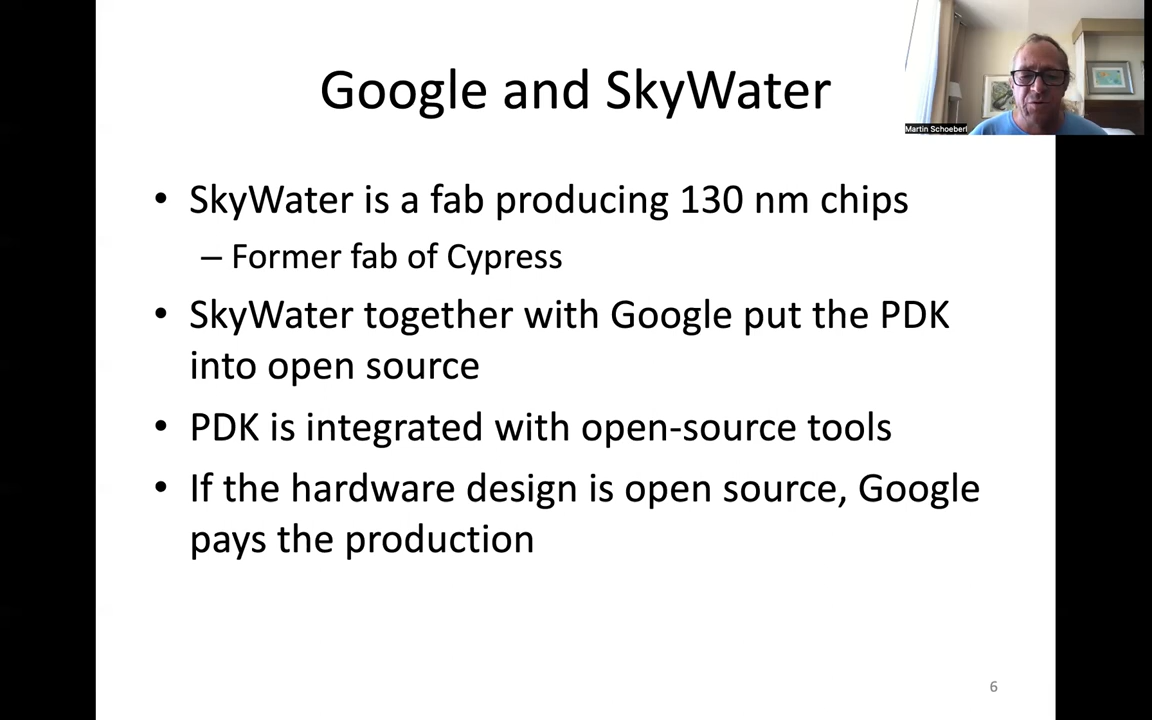 Google and SkyWater
Martin Schoeberl
• SkyWater is a fab producing 130 nm chips
– Former fab of Cypress
• SkyWater together with Google put the PDK
into open source
• PDK is integrated with open-source tools
• If the hardware design is open source, Google
pays the production
6